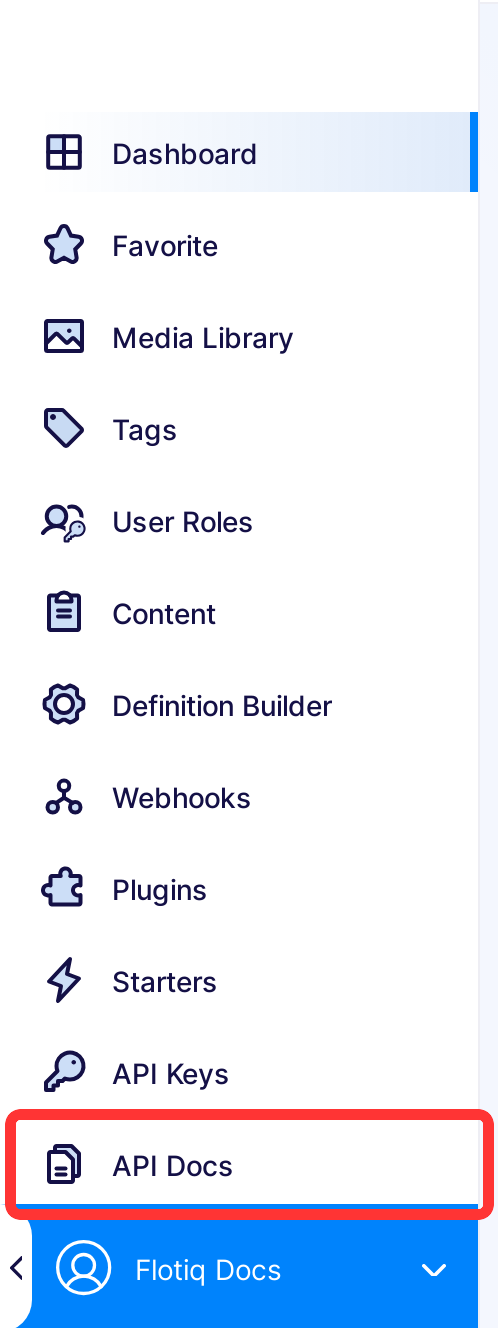 Dashboard
Favorite
Media Library
Tags
User Roles
Content
Definition Builder
Webhooks
Plugins
Starters
API Keys
API Docs
Flotiq Docs